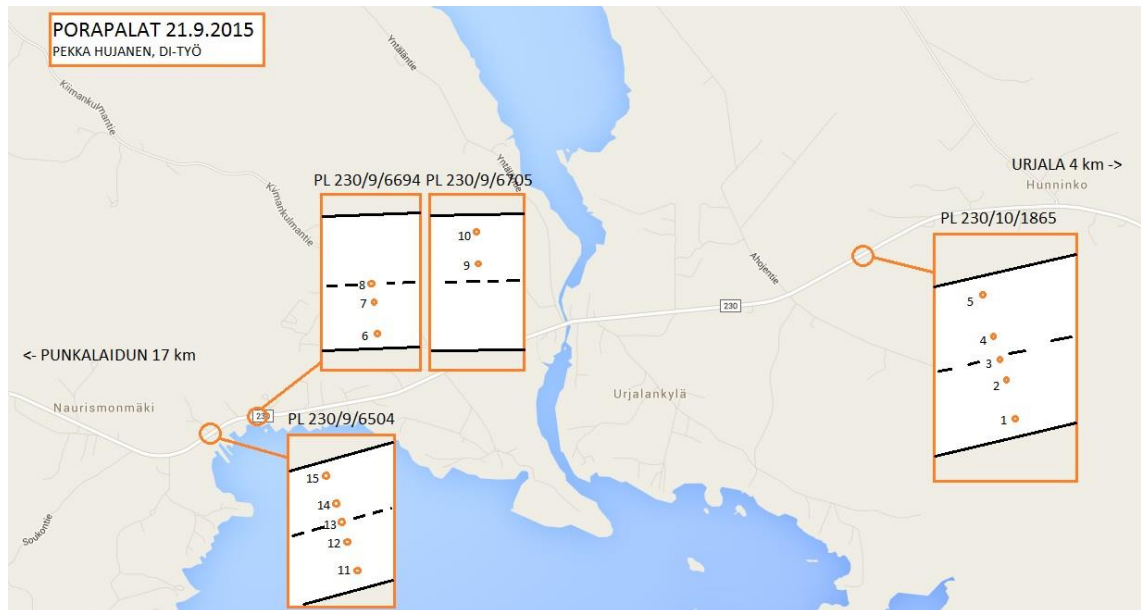 PORAPALAT 21.9.2015
PEKKA HUJANEN, DI-TYÖ
Yntäläntie
Kiimankulmantie
Yntäläntie
URJALA 4 km ->
Hunninko
PL 230/9/6694
PL 230/9/6705
Kiimankulmantie
PL 230/10/1865
10
9
8
7
6
Ahojentie
5
4
3
2
1
230
<- PUNKALAIDUN 17 km
Naurismonmäki
Urjalankylä
230
PL 230/9/6504
15
14
13
12
11
Soukontie